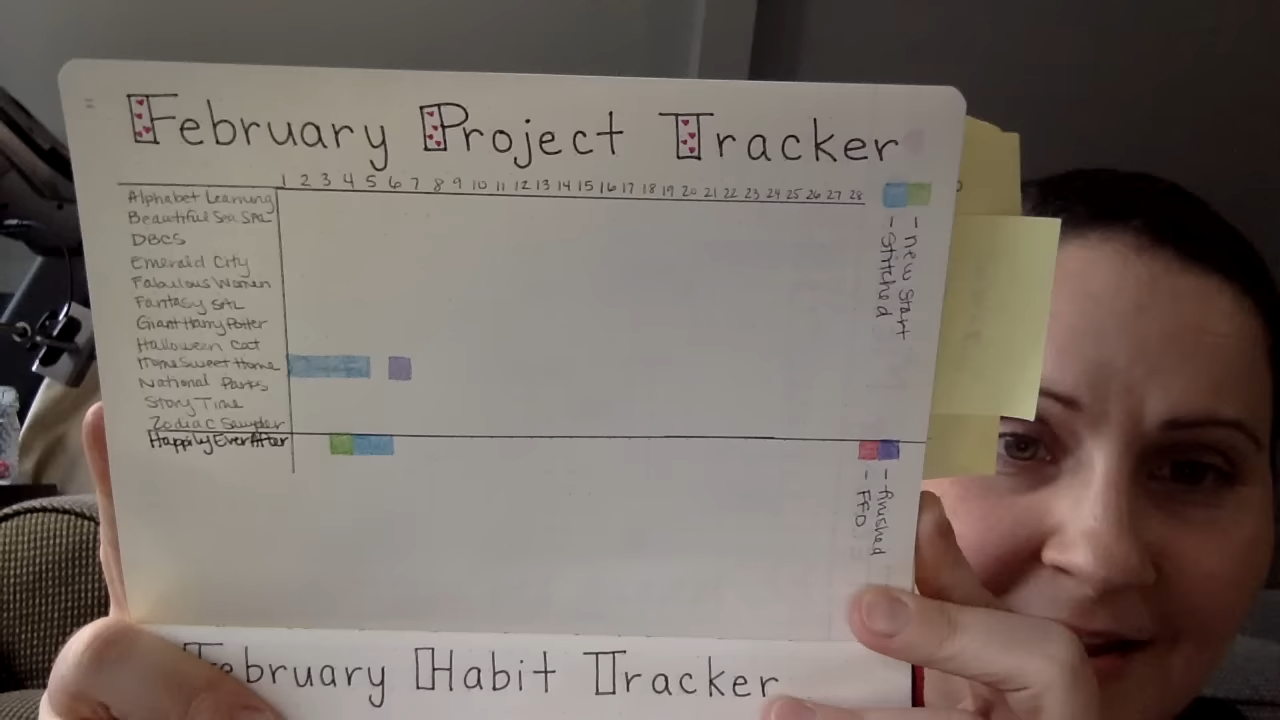 February Project Tracker
1 2 3 4 5 6 7 8 9 10 11 12 13 14 15 16 17 18 19 20 21 22 23 24 25 26 27 28
Alphabet Learning
Beautiful Sea SAL
DBCS
Emerald City
Fabulous Women
Fantasy SAL
Giant Harry Potter
Halloween Cat
Home Sweet Home
National Parks
Story Time
Zodiac Sampler
Happily Ever After
- new start
- stitched
- finished
- FFO
February Habit Tracker